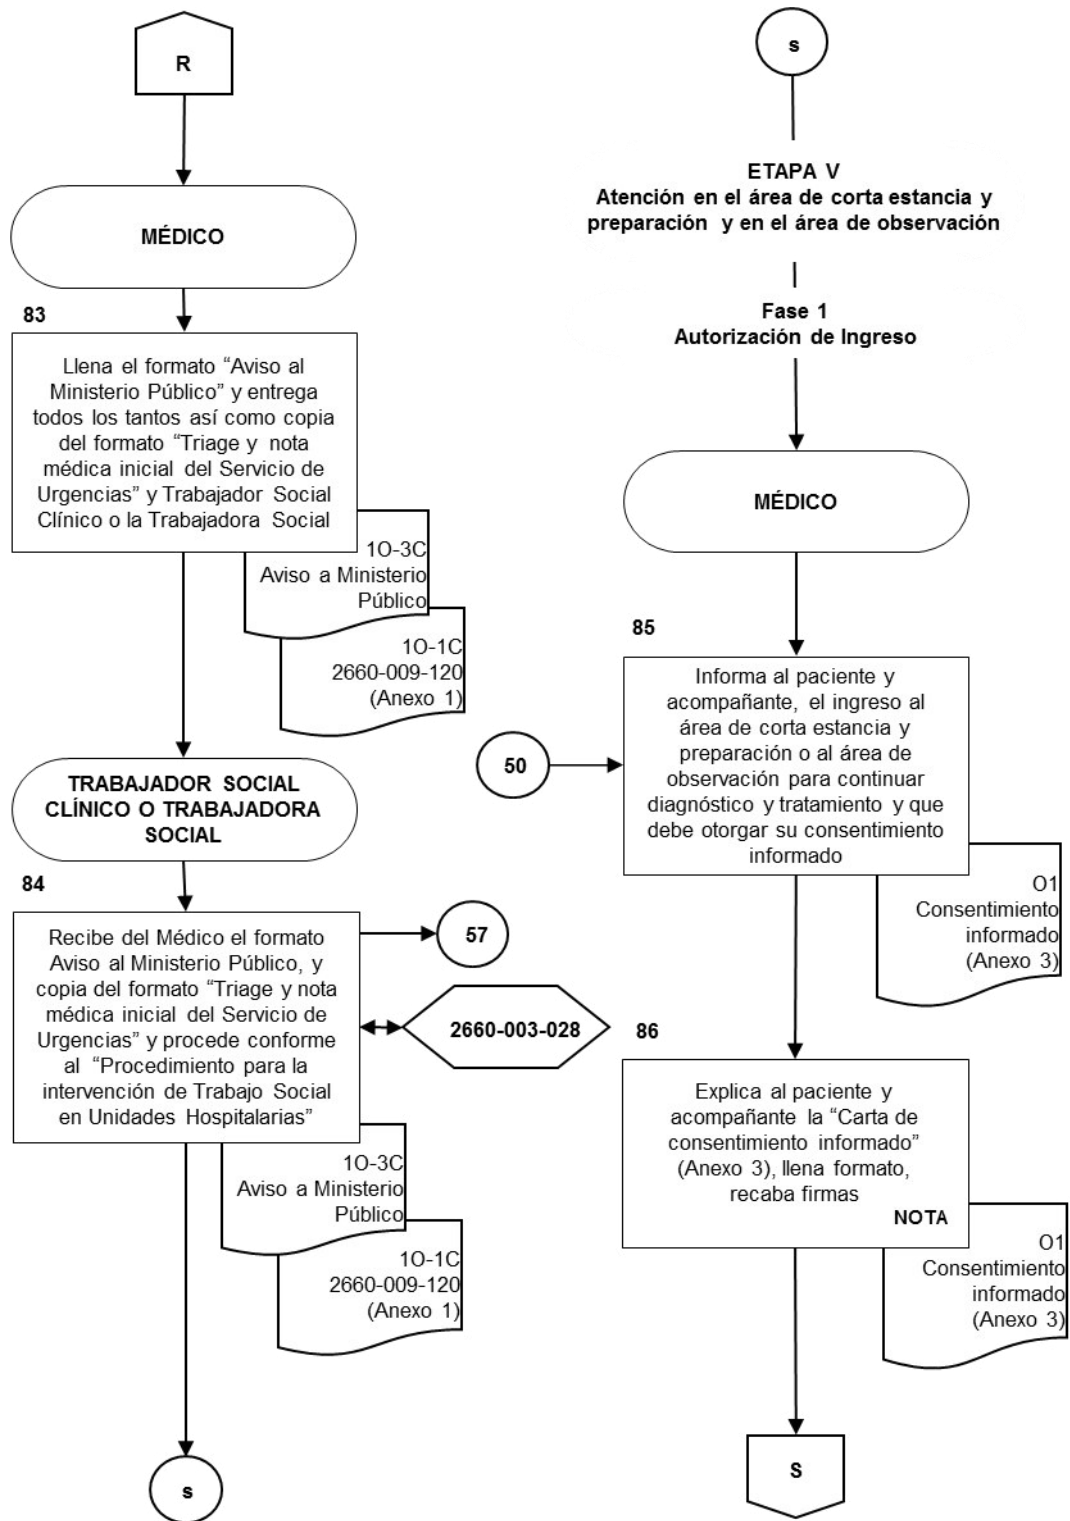 R
MÉDICO
83
Llena el formato “Aviso al
Ministerio Público” y entrega
todos los tantos así como copia
del formato “Triage y nota
médica inicial del Servicio de
Urgencias” y Trabajador Social
Clínico o la Trabajadora Social
1O-3C
Aviso a Ministerio
Público
1O-1C
2660-009-120
(Anexo 1)
TRABAJADOR SOCIAL
CLÍNICO O TRABAJADORA
SOCIAL
84
Recibe del Médico el formato
Aviso al Ministerio Público, y
copia del formato “Triage y nota
médica inicial del Servicio de
Urgencias” y procede conforme
al “Procedimiento para la
intervención de Trabajo Social
en Unidades Hospitalarias”
57
2660-003-028
1O-3C
Aviso a Ministerio
Público
1O-1C
2660-009-120
(Anexo 1)
s
s
ETAPA V
Atención en el área de corta estancia y
preparación y en el área de observación
Fase 1
Autorización de Ingreso
MÉDICO
85
Informa al paciente y
acompañante, el ingreso al
área de corta estancia y
preparación o al área de
observación para continuar
diagnóstico y tratamiento y que
debe otorgar su consentimiento
informado
50
O1
Consentimiento
informado
(Anexo 3)
86
Explica al paciente y
acompañante la “Carta de
consentimiento informado”
(Anexo 3), llena formato,
recaba firmas
NOTA
O1
Consentimiento
informado
(Anexo 3)
S